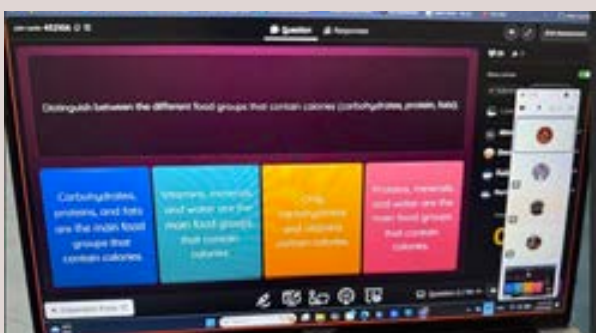 Question
Responses
Distinguish between the different food groups that contain calories (carbohydrates, protein, fats).
Carbohydrates,
proteins, and fats
are the main food
groups that
contain calories.
Vitamins, minerals,
and water are the
main food groups
that contain
calories.
Only
carbohydrates
and vitamins
contain calories.
Proteins, minerals,
and water are the
main food groups
that contain
calories.